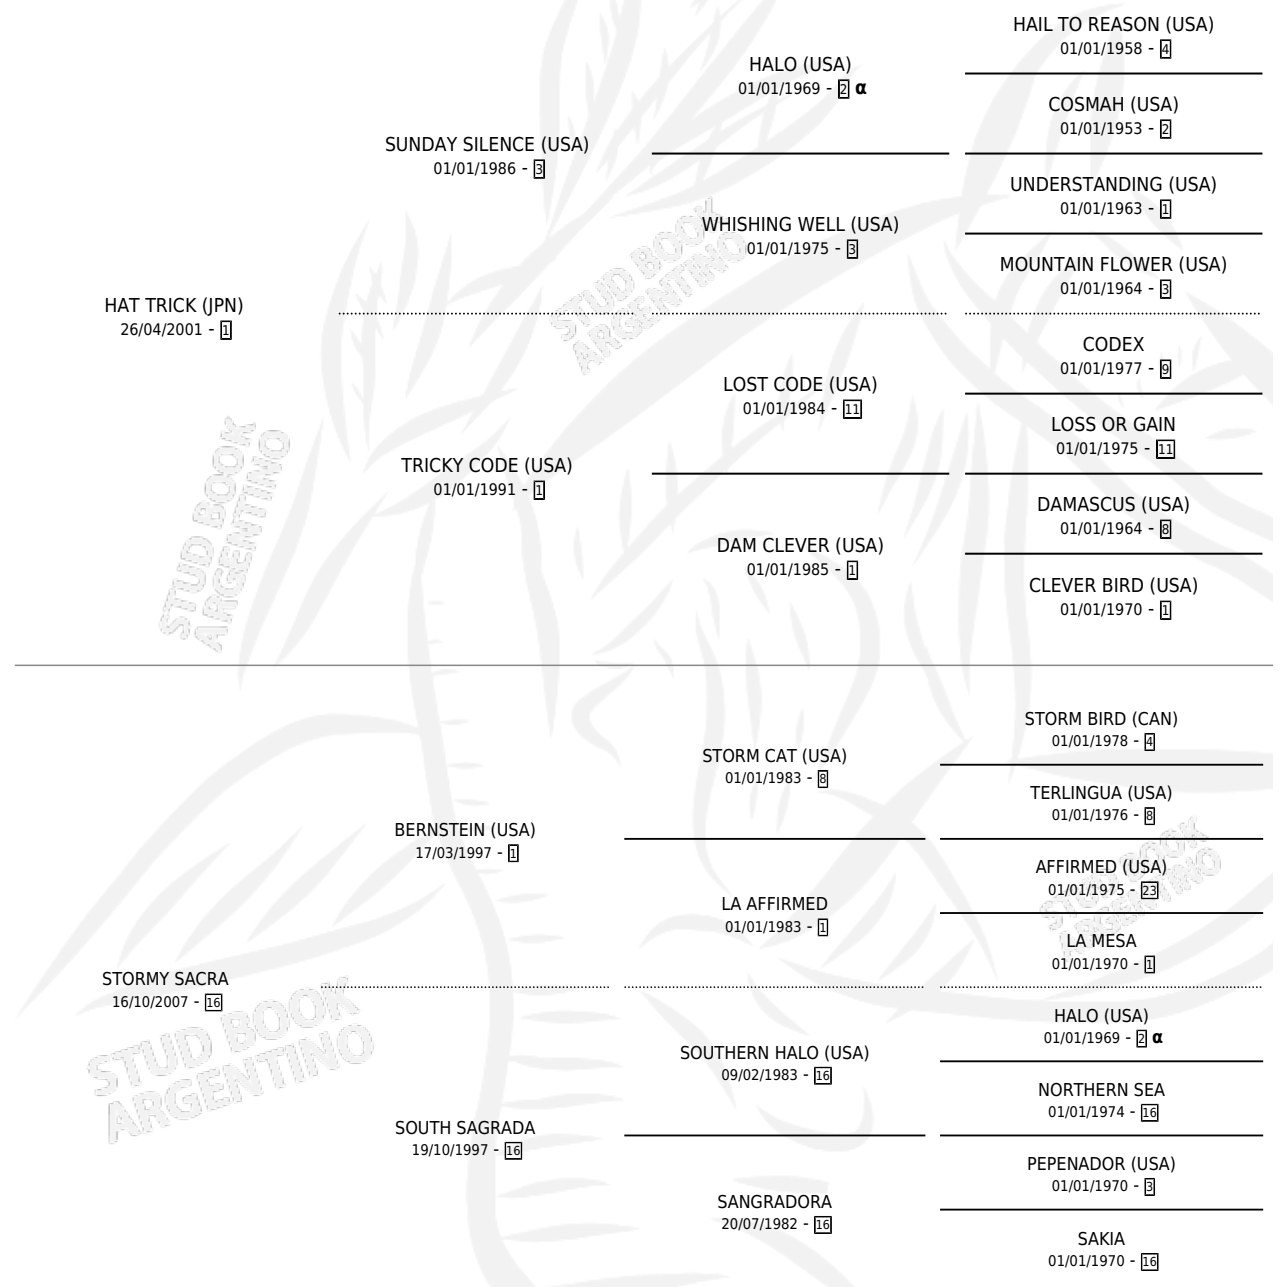 HAIL TO REASON (USA)
01/01/1958 - 4
HALO (USA)
01/01/1969 - 2 α
COSMAH (USA)
01/01/1953 - 2
SUNDAY SILENCE (USA)
01/01/1986 - 3
UNDERSTANDING (USA)
01/01/1963 - 1
WHISHING WELL (USA)
01/01/1975 - 3
MOUNTAIN FLOWER (USA)
01/01/1964 - 3
HAT TRICK (JPN)
26/04/2001 - 1
CODEX
01/01/1977 - 9
LOST CODE (USA)
01/01/1984 - 11
LOSS OR GAIN
01/01/1975 - 11
TRICKY CODE (USA)
01/01/1991 - 1
DAMASCUS (USA)
01/01/1964 - 8
DAM CLEVER (USA)
01/01/1985 - 1
CLEVER BIRD (USA)
01/01/1970 - 1
STORM BIRD (CAN)
01/01/1978 - 4
STORM CAT (USA)
01/01/1983 - 8
TERLINGUA (USA)
01/01/1976 - 8
BERNSTEIN (USA)
17/03/1997 - 1
AFFIRMED (USA)
01/01/1975 - 23
LA AFFIRMED
01/01/1983 - 1
LA MESA
01/01/1970 - 1
STORMY SACRA
16/10/2007 - 16
HALO (USA)
01/01/1969 - 2 α
SOUTHERN HALO (USA)
09/02/1983 - 16
NORTHERN SEA
01/01/1974 - 16
SOUTH SAGRADA
19/10/1997 - 16
PEPENADOR (USA)
01/01/1970 - 3
SANGRADORA
20/07/1982 - 16
SAKIA
01/01/1970 - 16
STUD BOOK
ARGENTINO
STUD BOOK
ARGENTINO
STUD BOOK
ARGENTINO
STUD BOOK
ARGENTINO